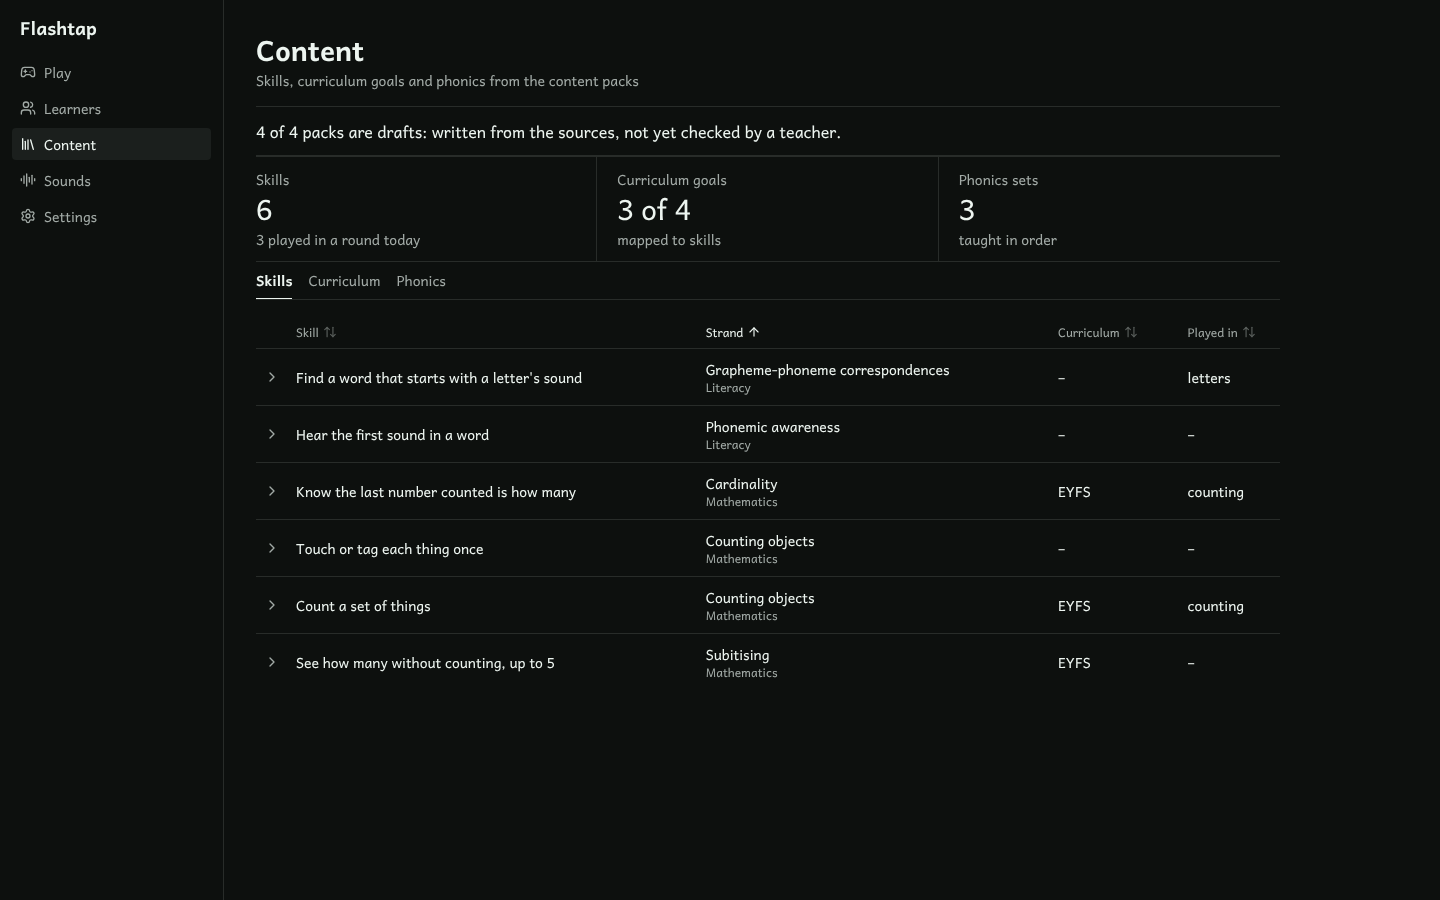 Flashtap
Play
Learners
Content
Sounds
Settings
Content
Skills, curriculum goals and phonics from the content packs
4 of 4 packs are drafts: written from the sources, not yet checked by a teacher.
Skills
6
3 played in a round today
Curriculum goals
3 of 4
mapped to skills
Phonics sets
3
taught in order
Skills Curriculum Phonics
Skill Strand Curriculum Played in
Find a word that starts with a letter's sound
Grapheme-phoneme correspondences
Literacy
–
letters
Hear the first sound in a word
Phonemic awareness
Literacy
–
–
Know the last number counted is how many
Cardinality
Mathematics
EYFS
counting
Touch or tag each thing once
Counting objects
Mathematics
–
–
Count a set of things
Counting objects
Mathematics
EYFS
counting
See how many without counting, up to 5
Subitising
Mathematics
EYFS
–